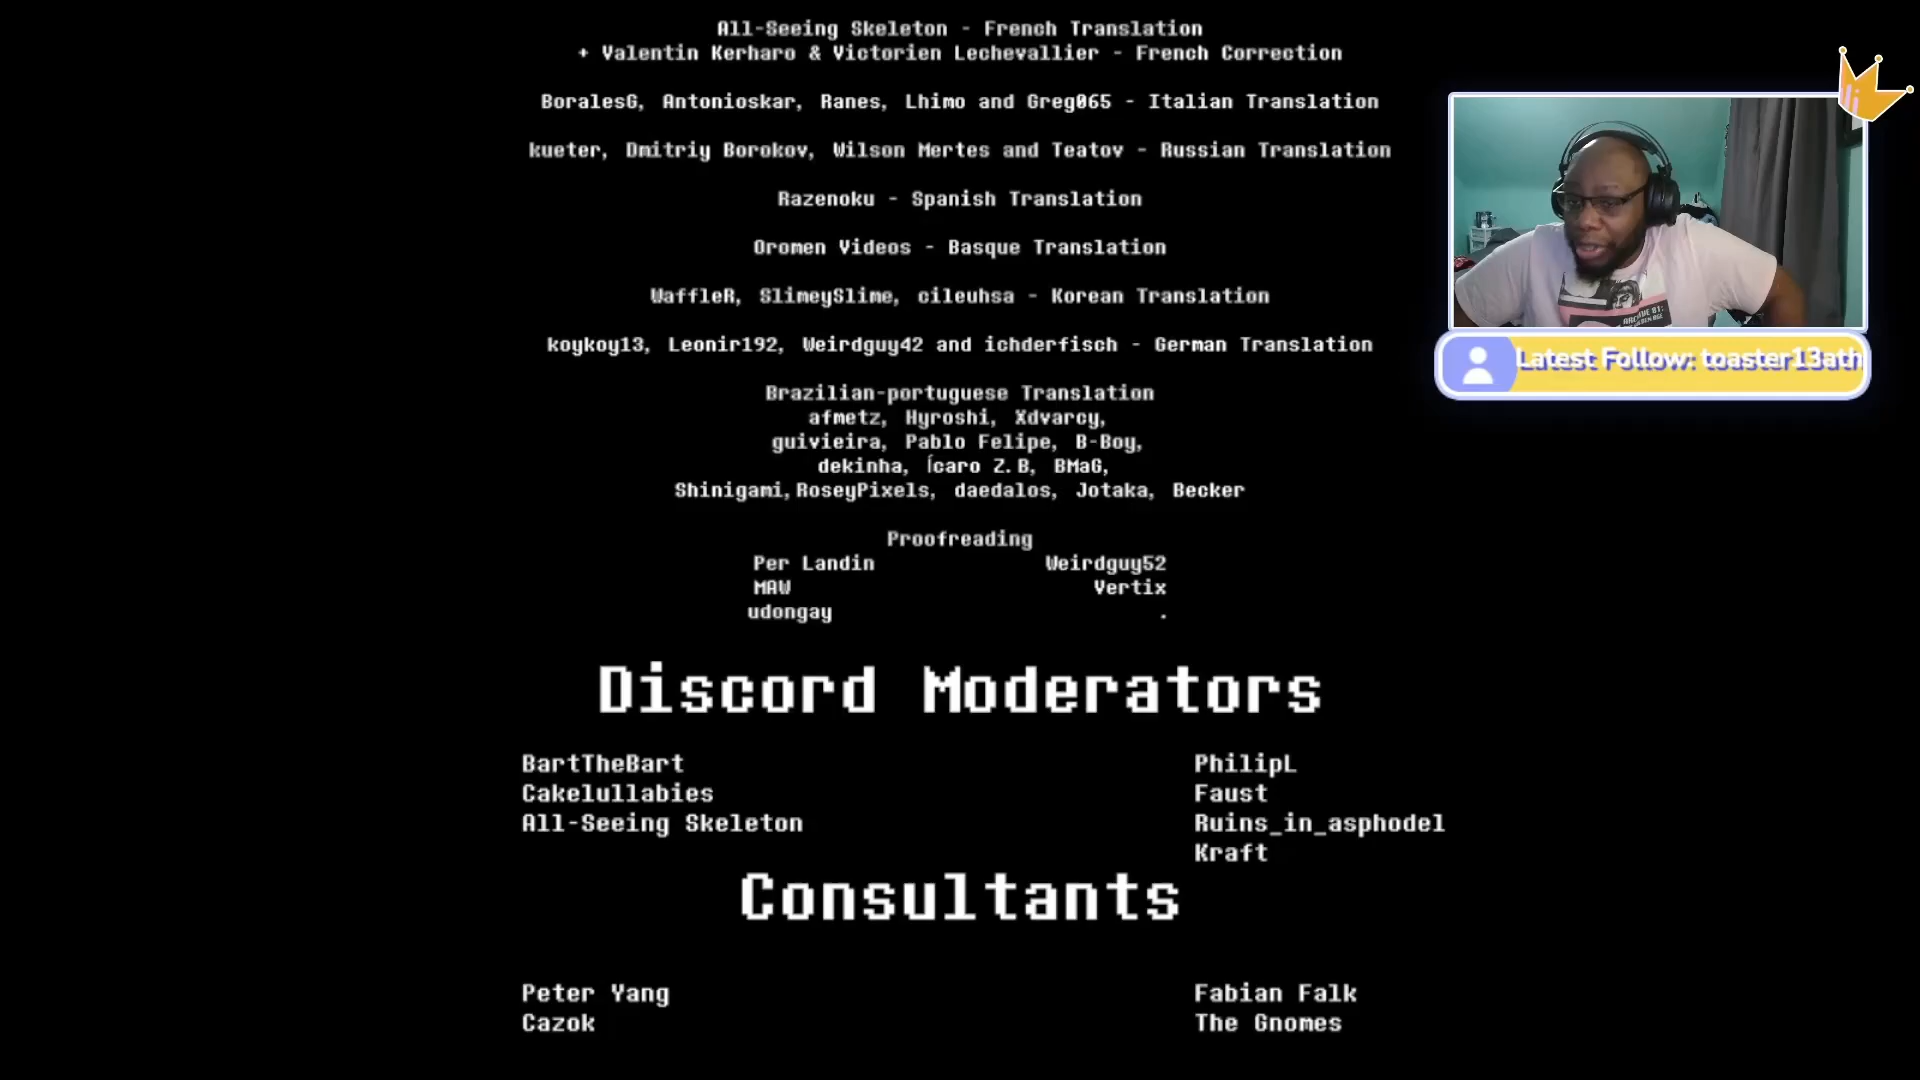 All-Seeing Skeleton - French Translation
+ Valentin Kerharo & Victorien Lechevallier - French Correction
BoralesG, Antonioskar, Ranes, Lhimo and Greg065 - Italian Translation
kueter, Dmitriy Borokov, Wilson Mertes and Teatov - Russian Translation
Razenoku - Spanish Translation
Oromen Videos - Basque Translation
WaffleR, SlimeySlime, cileuhsa - Korean Translation
koykoy13, Leonir192, Weirdguy42 and ichderfisch - German Translation
Brazilian-portuguese Translation
afmetz, Hyroshi, Xdvarcy,
guivieira, Pablo Felipe, B-Boy,
dekinha, Ícaro Z.B, BMaG,
Shinigami,RoseyPixels, daedalos, Jotaka, Becker
Proofreading
Per Landin Weirdguy52
MAW Vertix
udongay .
Discord Moderators
BartTheBart PhilipL
Cakelullabies Faust
All-Seeing Skeleton Ruins_in_asphodel
Kraft
Consultants
Peter Yang Fabian Falk
Cazok The Gnomes
Hi
ARCHIVE 81:
Latest Follow: toaster13ath